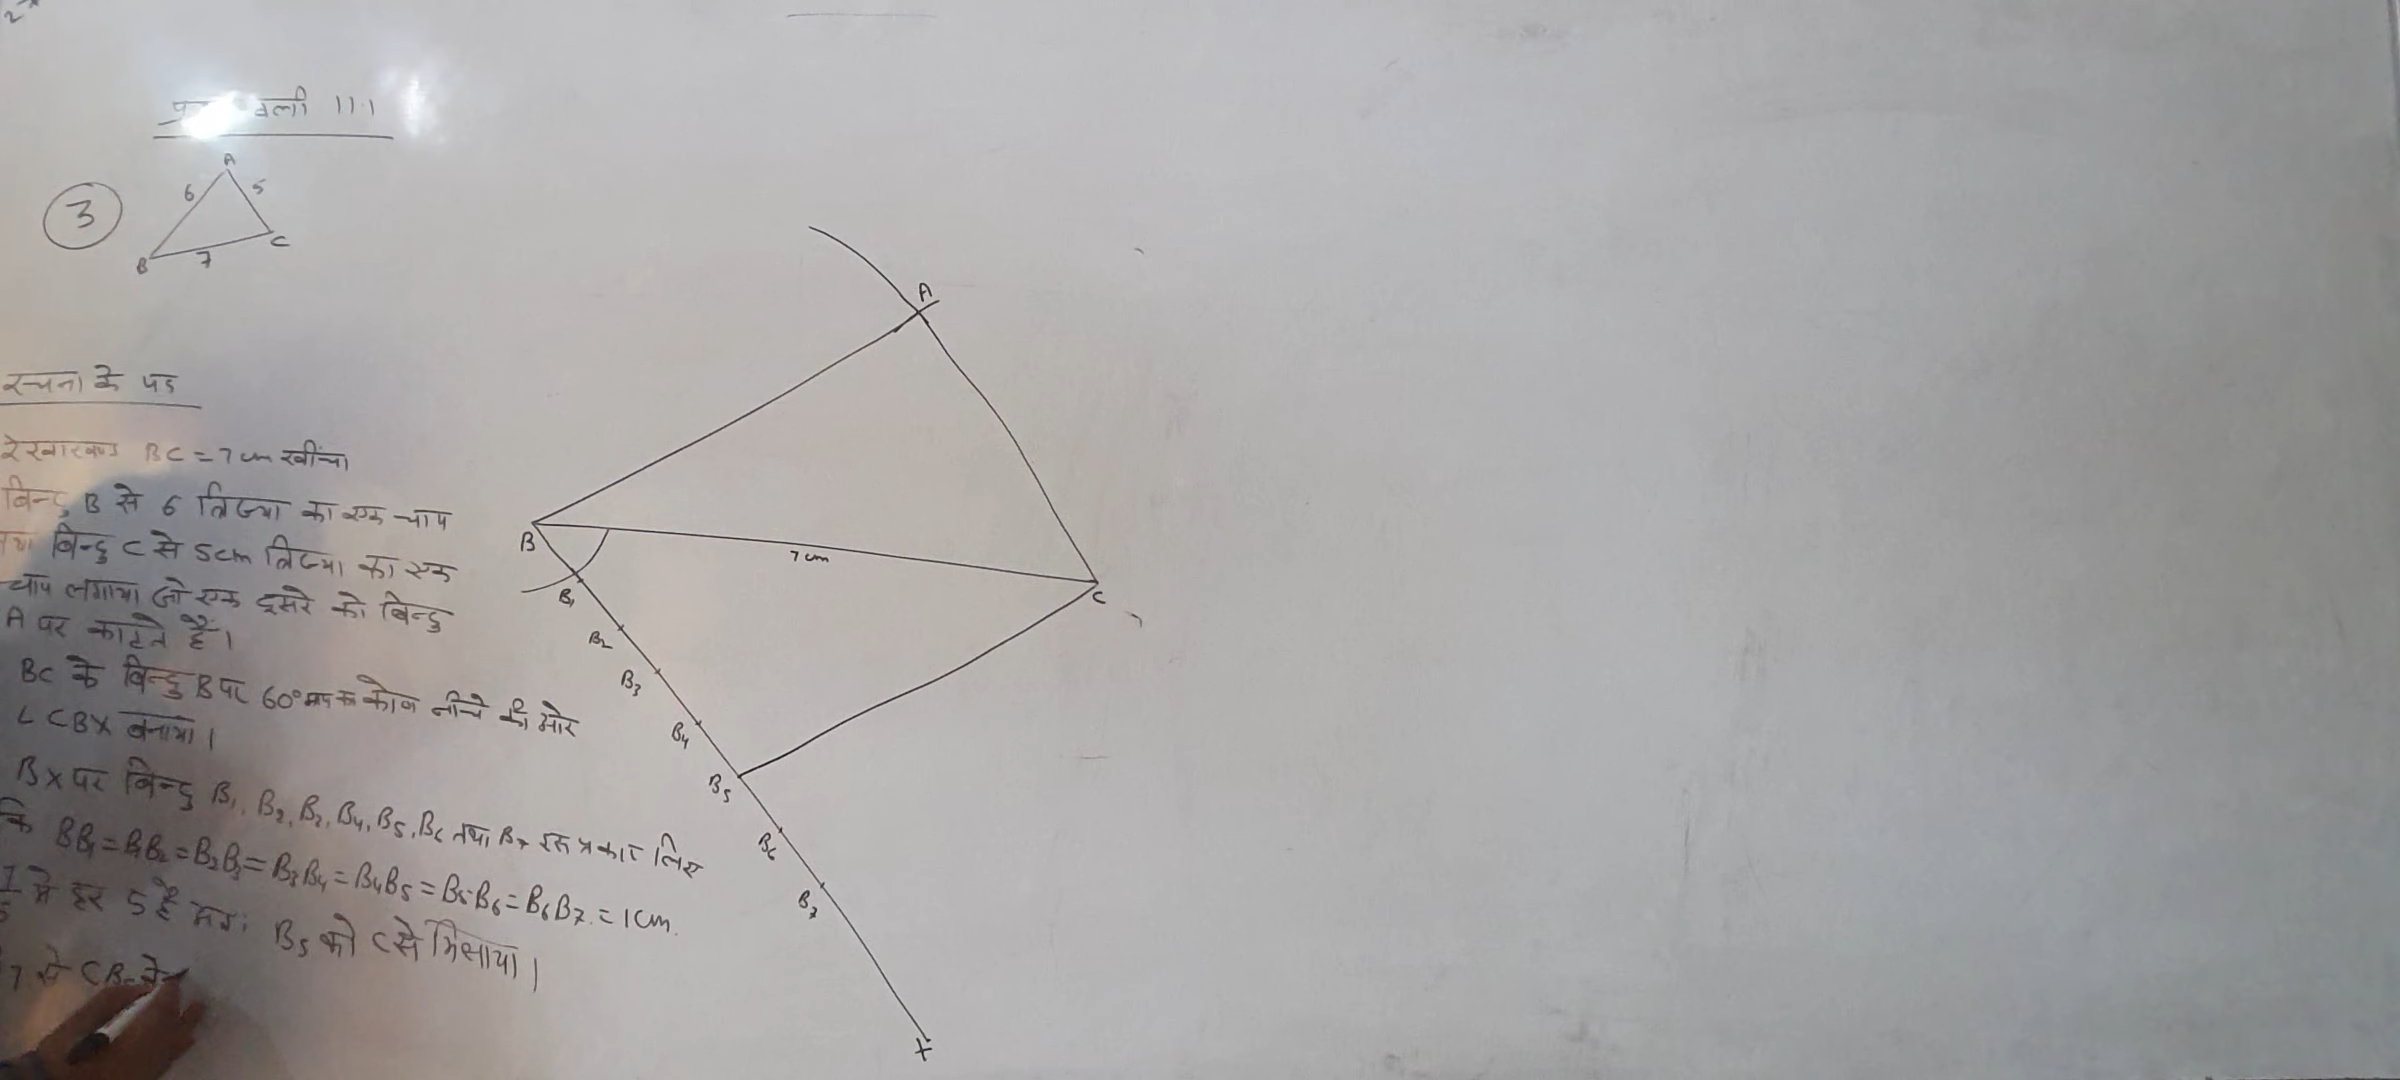 वली 11.1
3
A
6 5
B 7 C
रचना के पद
रेखाखण्ड BC = 7 cm खींचा
बिन्दु B से 6 त्रिज्या का एक चाप
तथा बिन्दु C से 5cm त्रिज्या का एक
चाप लगाया जो एक दूसरे को बिन्दु
A पर काटते हैं।
BC के बिन्दु B पर 60° माप का कोण नीचे की ओर
∠CBX बनाया।
BX पर बिन्दु B₁, B₂, B₃, B₄, B₅, B₆ तथा B₇ इस प्रकार लिए
कि BB₁ = B₁B₂ = B₂B₃ = B₃B₄ = B₄B₅ = B₅B₆ = B₆B₇ = 1cm.
में हर 5 है अतः B₅ को C से मिलाया।
7 से CB₅ के
A
B
7 cm
C
B₁
B₂
B₃
B₄
B₅
B₆
B₇
X